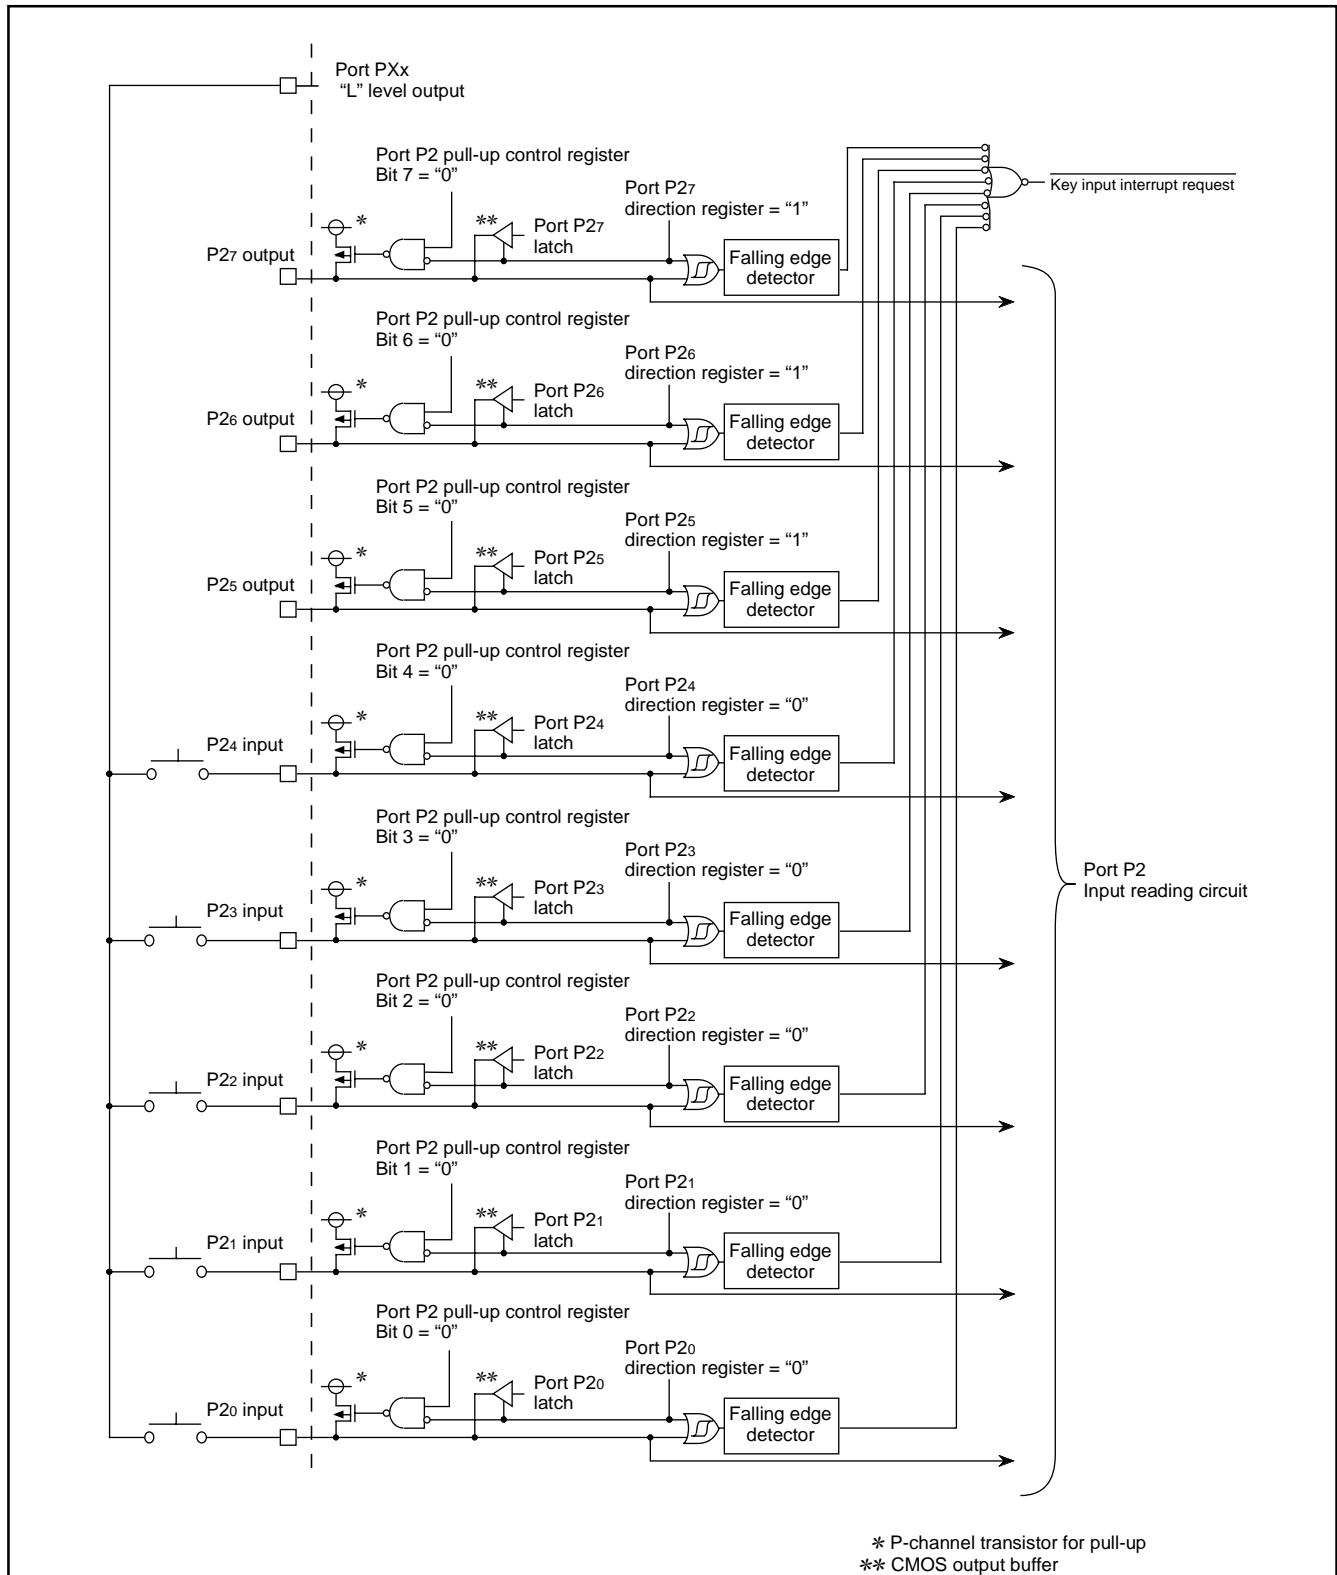 Port PXx
“L” level output
Port P2 pull-up control register
Bit 7 = “0”
Port P27
direction register = “1”
Key input interrupt request
*
**
Port P27
latch
P27 output
Falling edge
detector
Port P2 pull-up control register
Bit 6 = “0”
Port P26
direction register = “1”
*
**
Port P26
latch
P26 output
Falling edge
detector
Port P2 pull-up control register
Bit 5 = “0”
Port P25
direction register = “1”
*
**
Port P25
latch
P25 output
Falling edge
detector
Port P2 pull-up control register
Bit 4 = “0”
Port P24
direction register = “0”
*
**
Port P24
latch
P24 input
Falling edge
detector
Port P2 pull-up control register
Bit 3 = “0”
Port P23
direction register = “0”
*
**
Port P23
latch
P23 input
Falling edge
detector
Port P2
Input reading circuit
Port P2 pull-up control register
Bit 2 = “0”
Port P22
direction register = “0”
*
**
Port P22
latch
P22 input
Falling edge
detector
Port P2 pull-up control register
Bit 1 = “0”
Port P21
direction register = “0”
*
**
Port P21
latch
P21 input
Falling edge
detector
Port P2 pull-up control register
Bit 0 = “0”
Port P20
direction register = “0”
*
**
Port P20
latch
P20 input
Falling edge
detector
* P-channel transistor for pull-up
** CMOS output buffer